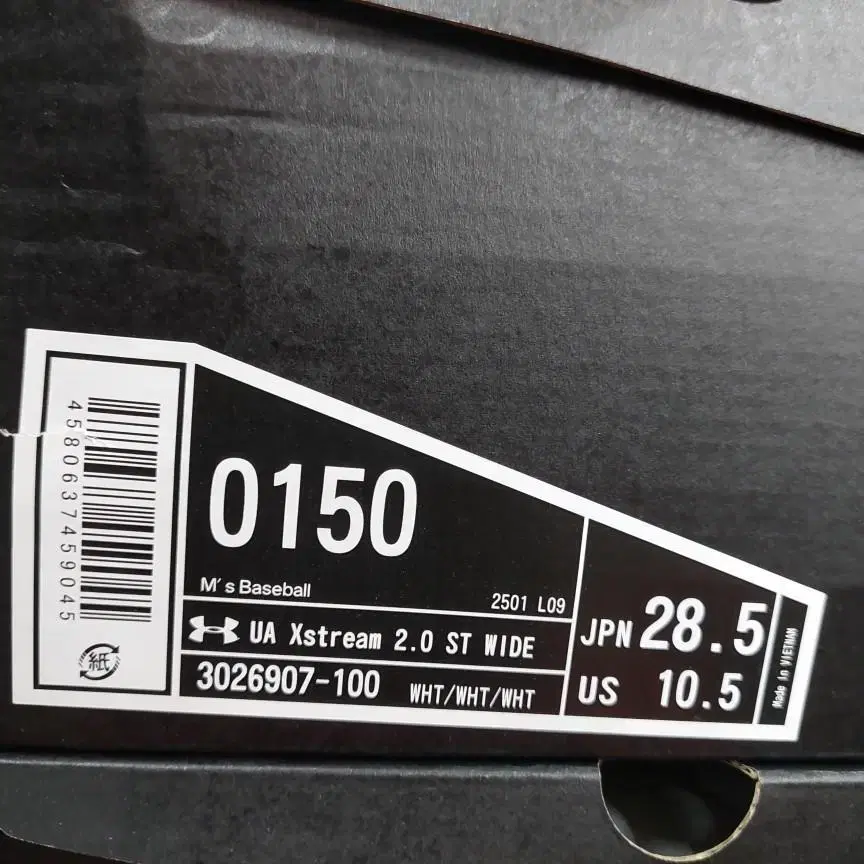 4580637459045
紙
0150
M's Baseball
2501 L09
UA Xstream 2.0 ST WIDE
3026907-100 WHT/WHT/WHT
JPN 28.5
US 10.5
Made in VIETNAM